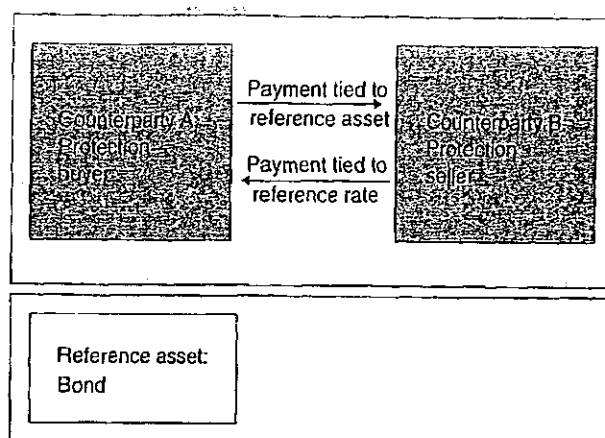 Payment tied to
reference asset
Counterparty A
Protection
buyer
Payment tied to
reference rate
Counterparty B
Protection
seller
Reference asset:
Bond